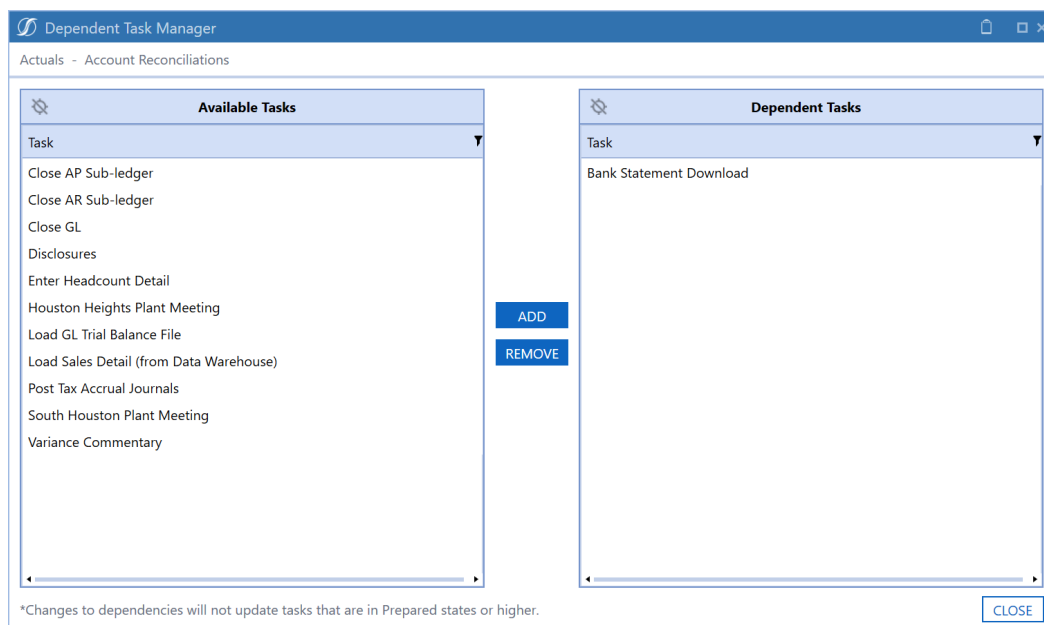 Dependent Task Manager
Actuals - Account Reconciliations
Available Tasks
Task
Close AP Sub-ledger
Close AR Sub-ledger
Close GL
Disclosures
Enter Headcount Detail
Houston Heights Plant Meeting
Load GL Trial Balance File
Load Sales Detail (from Data Warehouse)
Post Tax Accrual Journals
South Houston Plant Meeting
Variance Commentary
ADD
REMOVE
Dependent Tasks
Task
Bank Statement Download
*Changes to dependencies will not update tasks that are in Prepared states or higher.
CLOSE